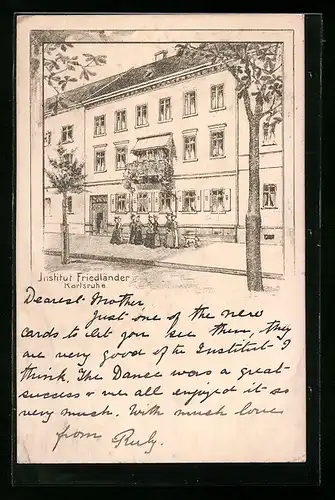 Institut Friedländer
Karlsruhe.
Dearest Mother
Just one of the new
cards to let you see them, they
are very good of the Institut I
think. The Dance was a great
success & we all enjoyed it so
very much. With much love
from Ruby.